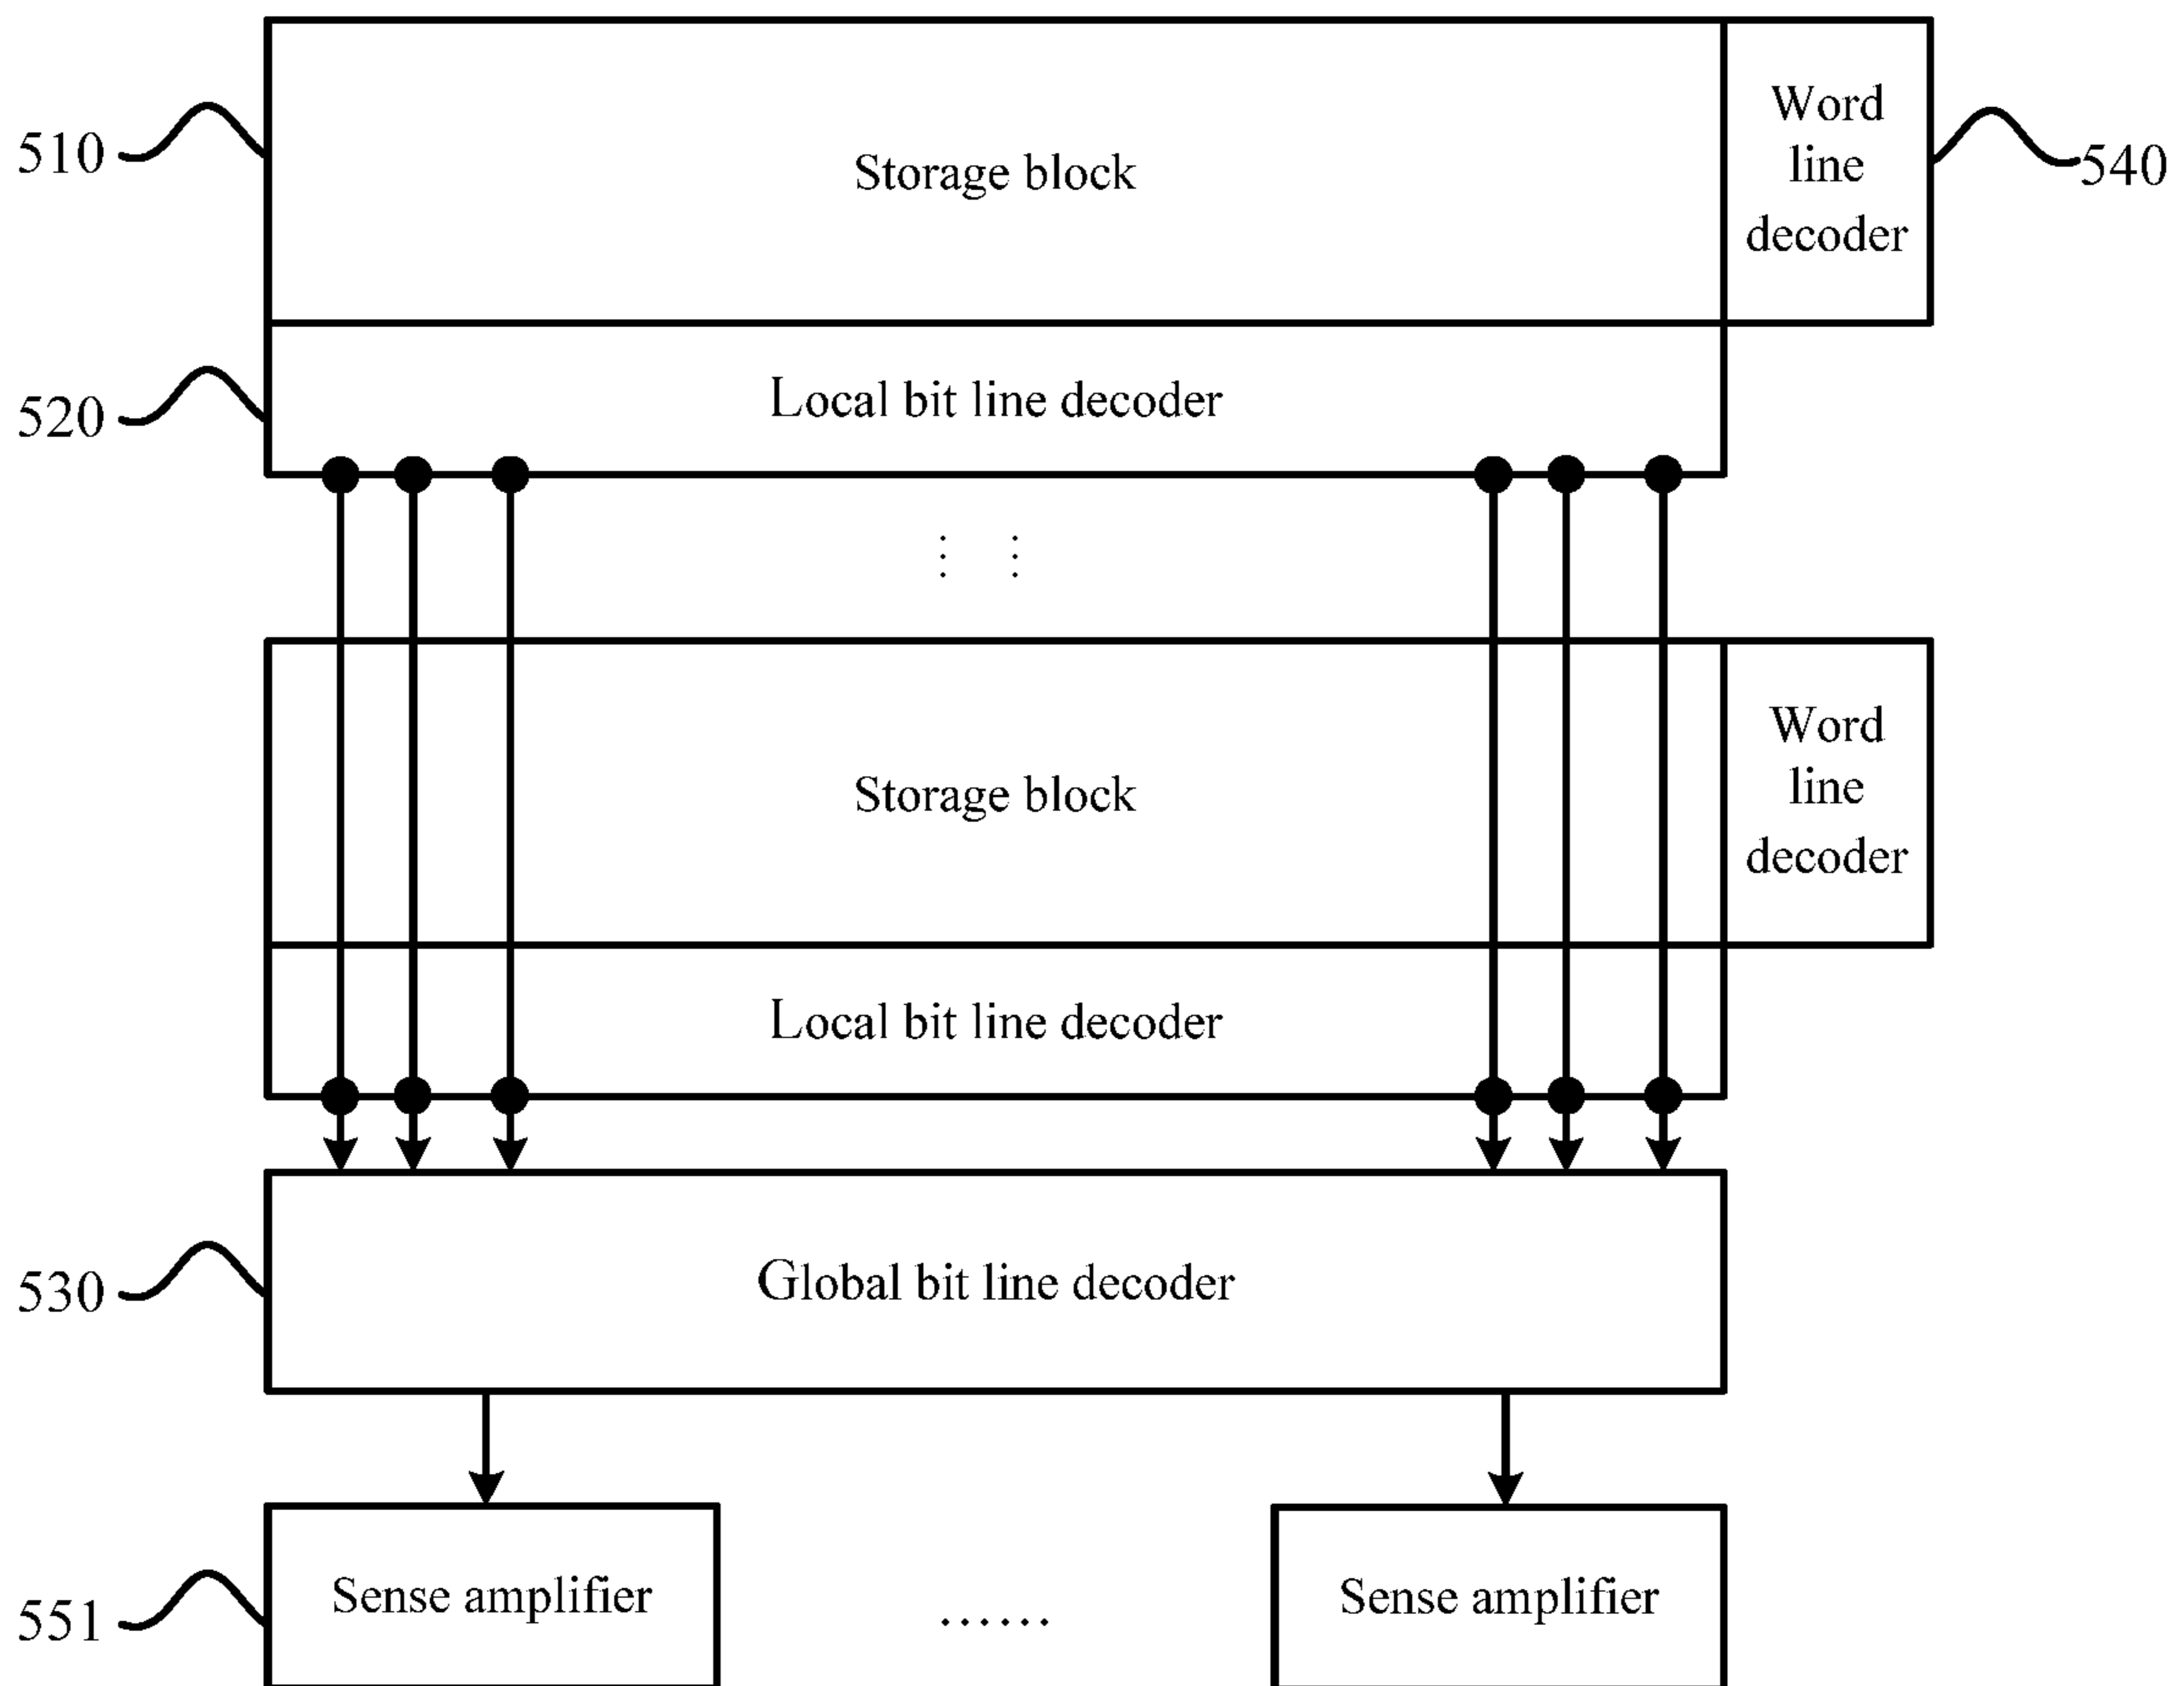 510
Storage block
Word
line
decoder
540
520
Local bit line decoder
Storage block
Word
line
decoder
Local bit line decoder
530
Global bit line decoder
551
Sense amplifier
......
Sense amplifier